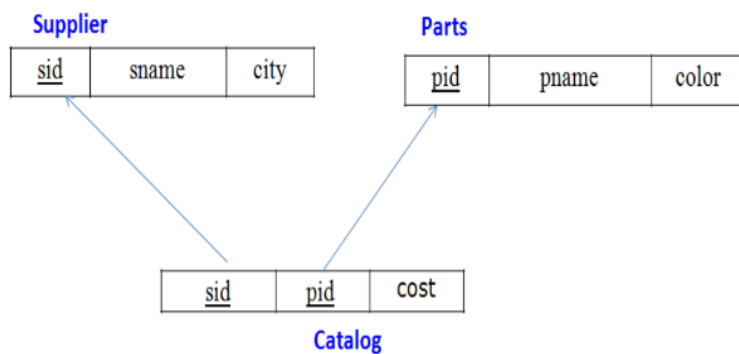 Supplier
sid sname city
Parts
pid pname color
sid pid cost
Catalog